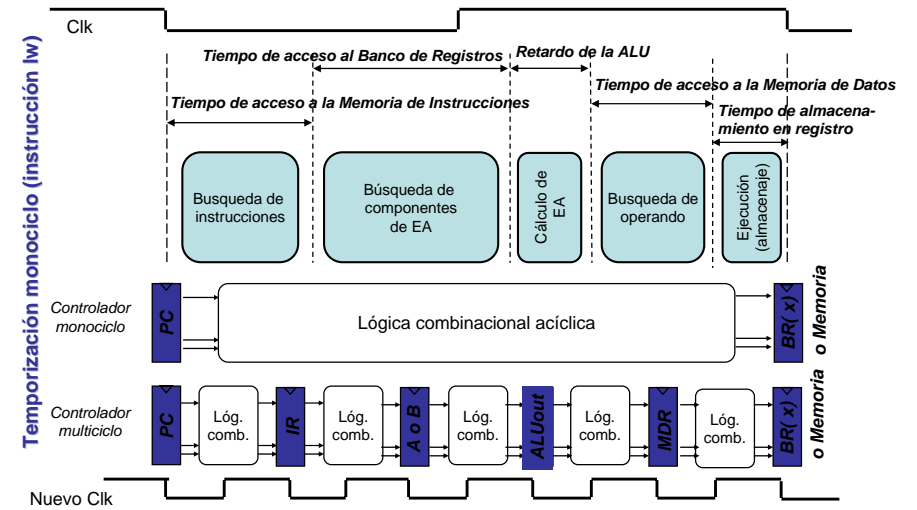 Temporización monociclo (instrucción lw)
Clk
Tiempo de acceso al Banco de Registros
Retardo de la ALU
Tiempo de acceso a la Memoria de Datos
Tiempo de acceso a la Memoria de Instrucciones
Tiempo de almacena-
miento en registro
Busqueda de
instrucciones
Búsqueda de
componentes
de EA
Cálculo de
EA
Busqueda de
operando
Ejecución
(almacenaje)
Controlador
monociclo
PC
Lógica combinacional acíclica
BR( x)
o Memoria
Controlador
multiciclo
PC
Lóg.
comb.
IR
Lóg.
comb.
A o B
Lóg.
comb.
ALUout
Lóg.
comb.
MDR
Lóg.
comb.
BR( x)
o Memoria
Nuevo Clk